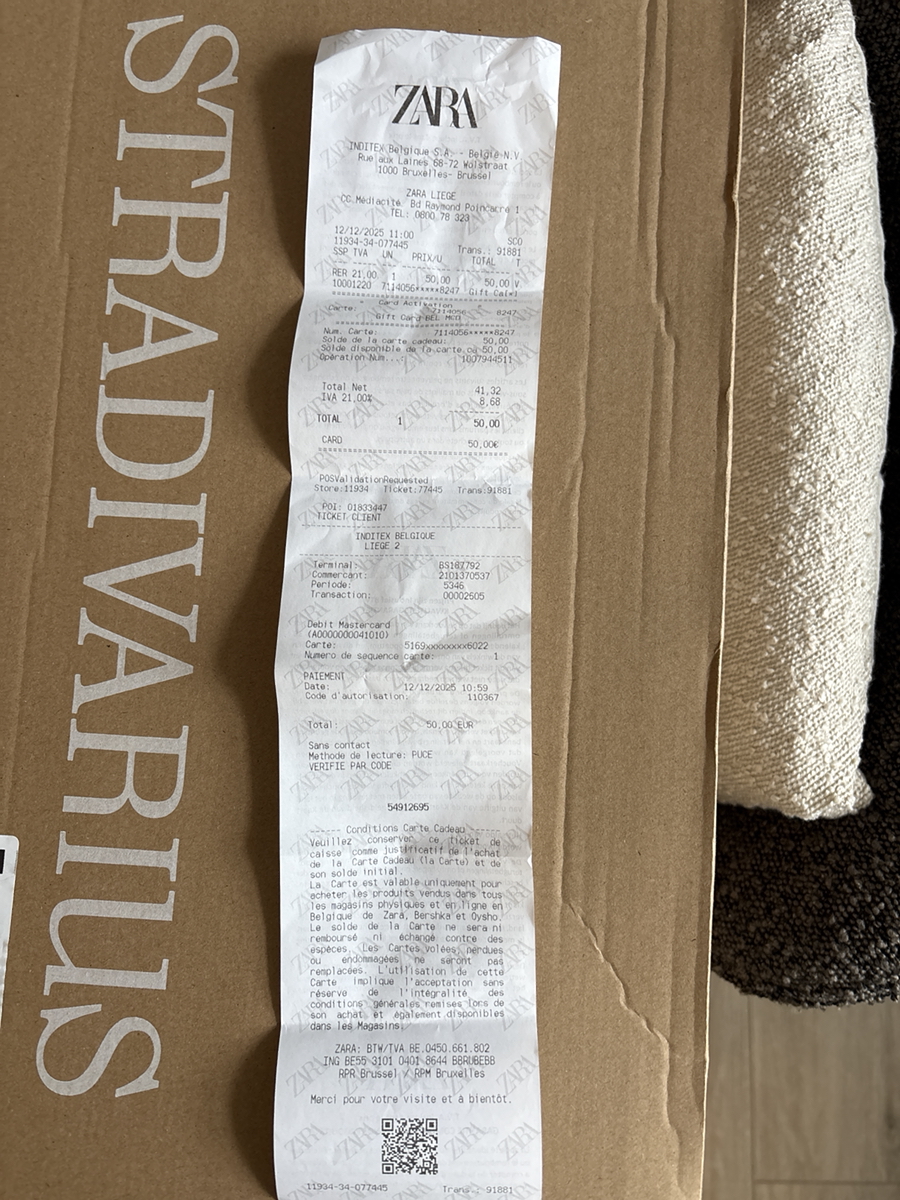 STRADIVARIUS
ZARA
INDITEX Belgique S.A. - België-N.V
Rue aux Laines 68-72 Wolstraat
1000 Bruxelles- Brussel
ZARA LIEGE
CC.Médiacité Bd Raymond Poincarre 1
TEL: 0800 78 323
12/12/2025 11:00 SCO
11934-34-077445 Trans.: 91881
SSP TVA UN. PRIX/U TOTAL T
RER 21,00 1 50,00 50,00 V
10001220 7114056*****8247 Gift Cal*1
Card Activation
Carte: 7114056 8247
Gift Card BEL MCD
Num. Carte: 7114056*****8247
Solde de la carte cadeau: 50,00
Solde disponible de la carte ca 50,00
Opération Num...: 1007944511
Total Net 41,32
IVA 21,00% 8,68
TOTAL 1 50,00
CARD 50,00€
POSValidationRequested
Store:11934 Ticket:77445 Trans:91881
POI: 01833447
TICKET CLIENT
INDITEX BELGIQUE
LIEGE 2
Terminal: BS187792
Commercant: 2101370537
Periode: 5346
Transaction: 00002605
Debit Mastercard
(A0000000041010)
Carte: 5169xxxxxxxx6022
Numero de sequence carte: 1
PAIEMENT
Date: 12/12/2025 10:59
Code d'autorisation: 110367
Total: 50,00 EUR
Sans contact
Methode de lecture: PUCE
VERIFIE PAR CODE
54912695
------ Conditions Carte Cadeau ------
Veuillez conserver ce ticket de
caisse comme justificatif de l'achat
de la Carte Cadeau (la Carte) et de
son solde initial.
La Carte est valable uniquement pour
acheter les produits vendus dans tous
les magasins physiques et en ligne en
Belgique de Zara, Bershka et Oysho.
Le solde de la Carte ne sera ni
remboursé ni échangé contre des
espèces. Les Cartes volées, perdues
ou endommagées ne seront pas
remplacées. L'utilisation de cette
Carte implique l'acceptation sans
réserve de l'intégralité des
conditions générales remises lors de
son achat et également disponibles
dans les Magasins.
ZARA: BTW/TVA BE.0450.661.802
ING BE55 3101 0401 8644 BBRUBEBB
RPR Brussel / RPM Bruxelles
Merci pour votre visite et à bientôt.
11934-34-077445 Trans.: 91881